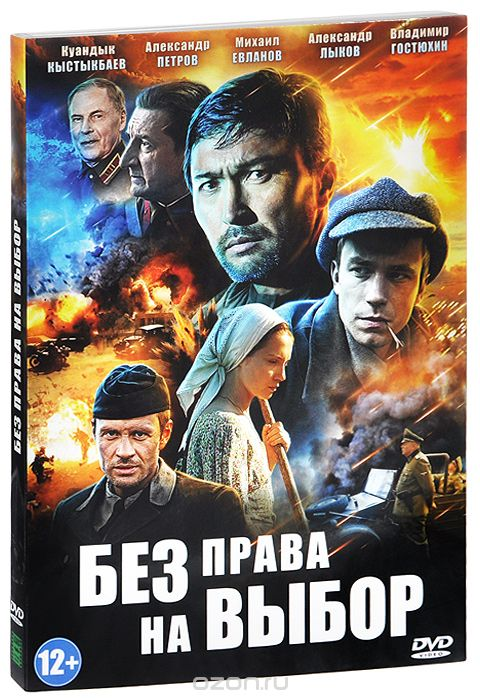 Куандык
КЫСТЫКБАЕВ
Александр
ПЕТРОВ
Михаил
ЕВЛАНОВ
Александр
ЛЫКОВ
Владимир
ГОСТЮХИН
БЕЗ ПРАВА НА ВЫБОР
БЕЗ ПРАВА
НА ВЫБОР
12+
DVD
VIDEO
DVD
ozon.ru